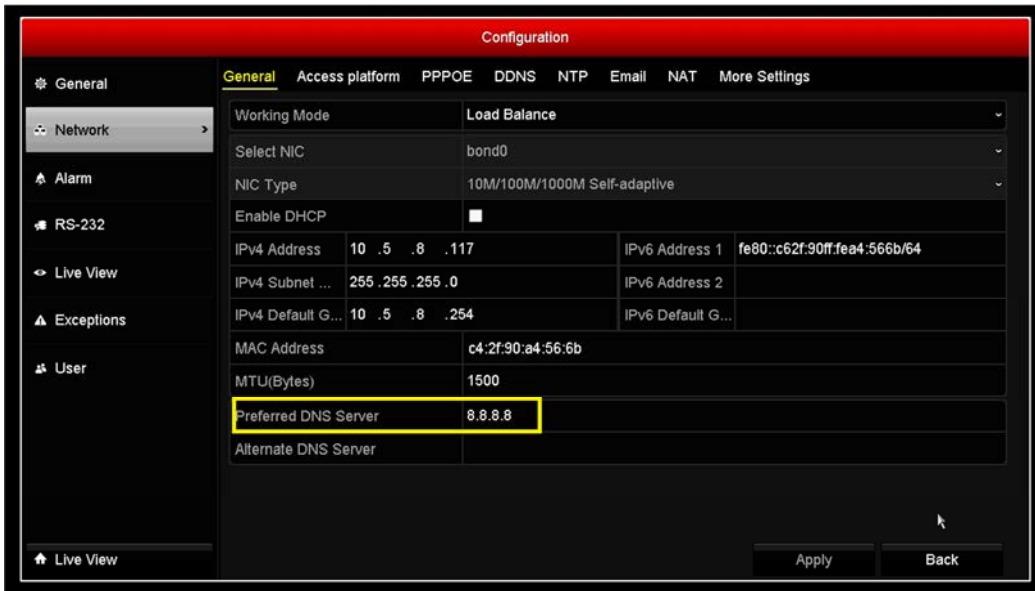 Configuration
General
Network
Alarm
RS-232
Live View
Exceptions
User
Live View
General Access platform PPPOE DDNS NTP Email NAT More Settings
Working Mode Load Balance
Select NIC bond0
NIC Type 10M/100M/1000M Self-adaptive
Enable DHCP
IPv4 Address 10 .5 .8 .117 IPv6 Address 1 fe80::c62f:90ff:fea4:566b/64
IPv4 Subnet ... 255.255.255.0 IPv6 Address 2
IPv4 Default G... 10 .5 .8 .254 IPv6 Default G...
MAC Address c4:2f:90:a4:56:6b
MTU(Bytes) 1500
Preferred DNS Server 8.8.8.8
Alternate DNS Server
Apply Back